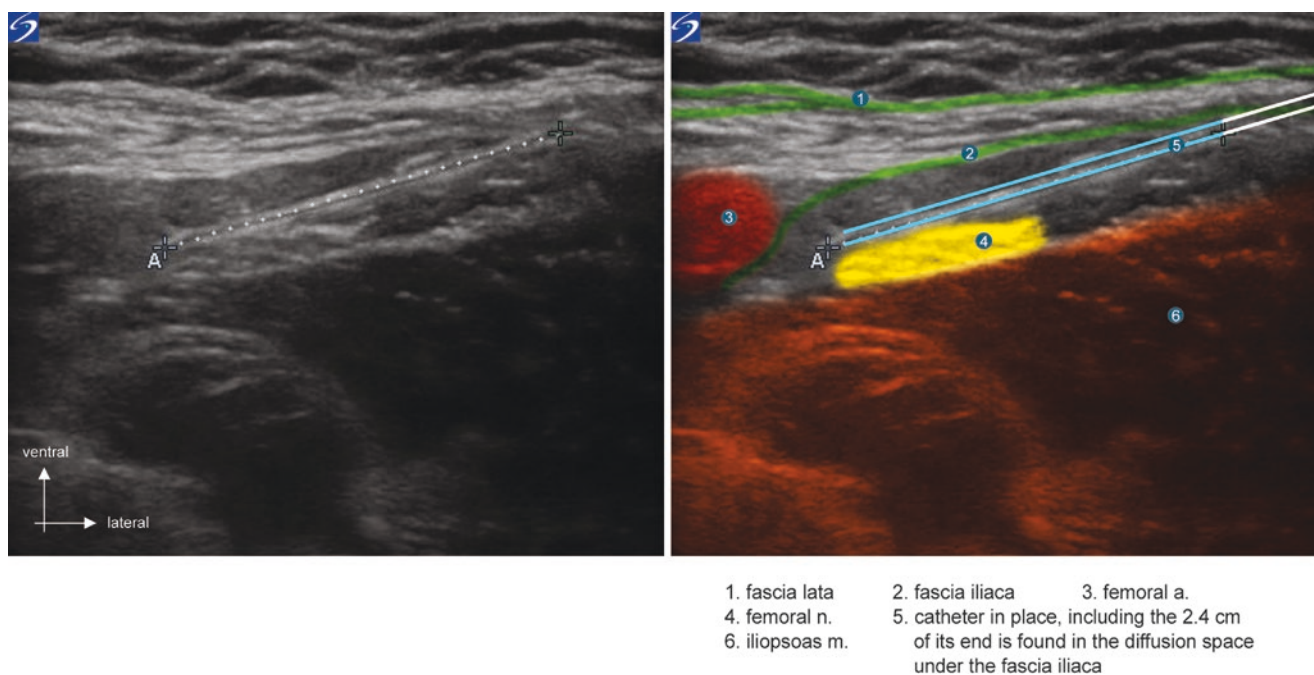 A
ventral
lateral
1
2
3
4
5
6
A
1. fascia lata 2. fascia iliaca 3. femoral a.
4. femoral n. 5. catheter in place, including the 2.4 cm
6. iliopsoas m. of its end is found in the diffusion space
under the fascia iliaca